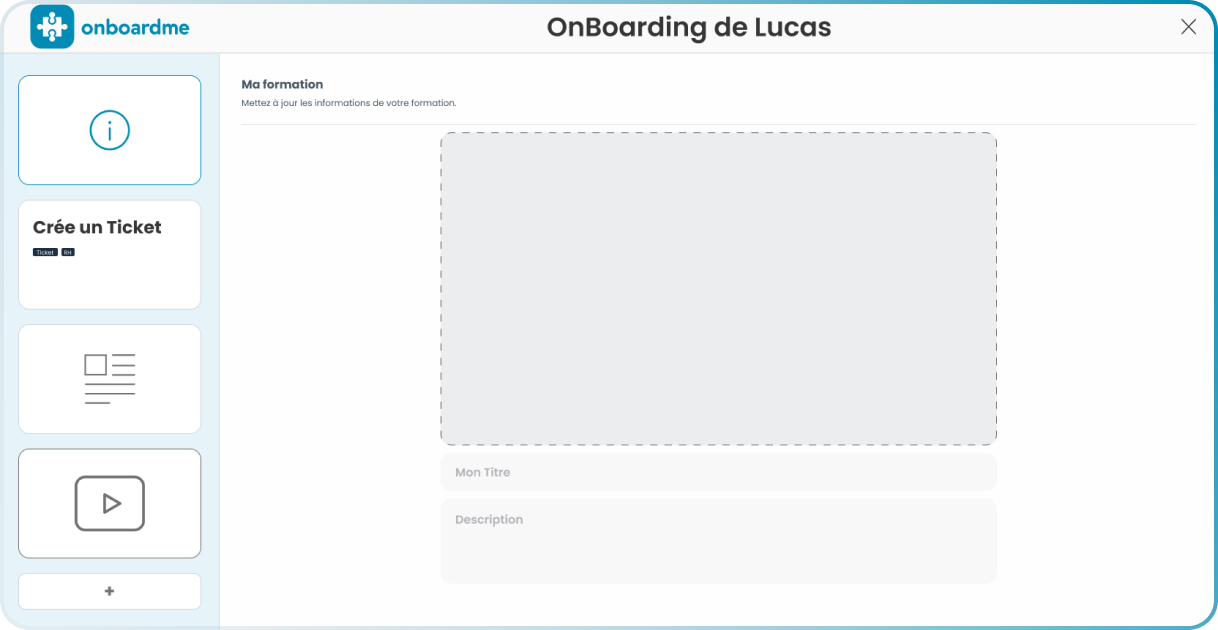 onboardme
OnBoarding de Lucas
Ma formation
Mettez à jour les informations de votre formation.
Crée un Ticket
Ticket RH
Mon Titre
Description
+